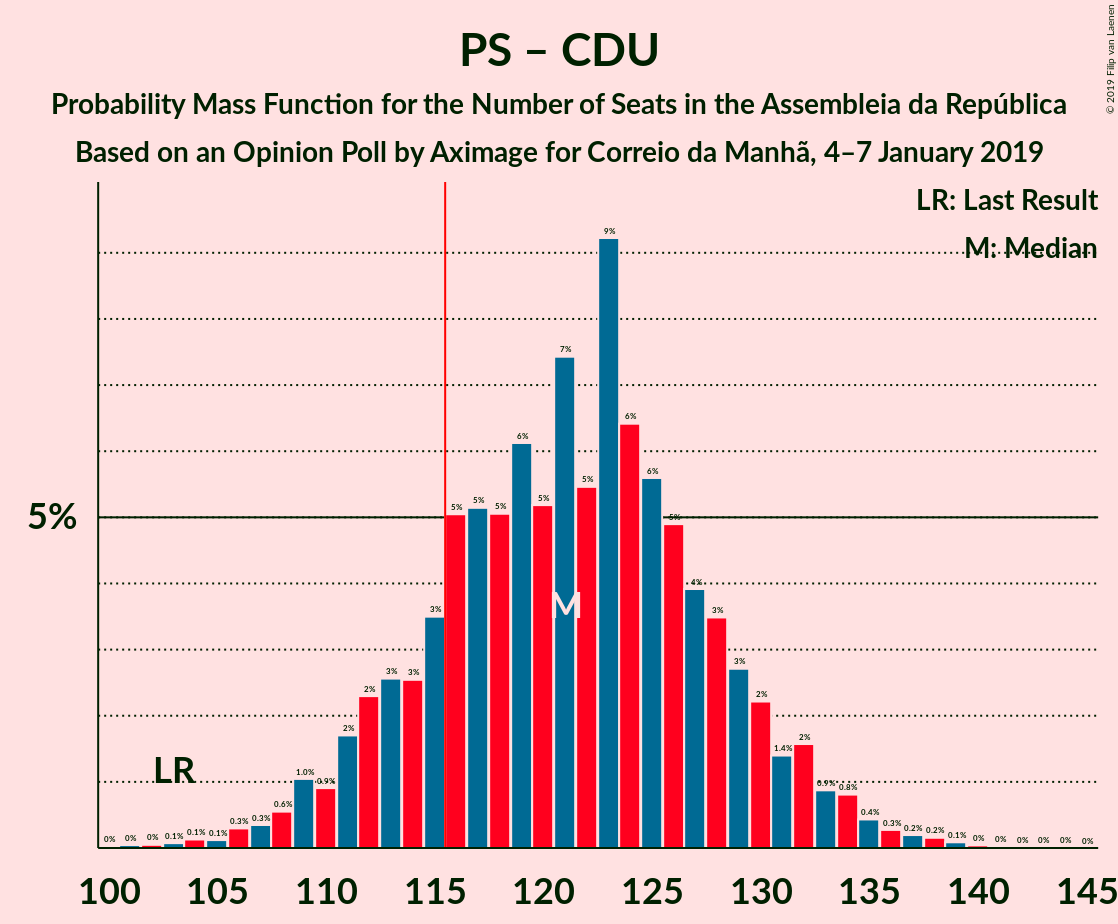 PS – CDU
Probability Mass Function for the Number of Seats in the Assembleia da República
Based on an Opinion Poll by Aximage for Correio da Manhã, 4–7 January 2019
© 2019 Filip van Laenen
LR: Last Result
M: Median
5%
LR
M
0% 0% 0% 0.1% 0.1% 0.1% 0.3% 0.3% 0.6% 1.0% 0.9% 2% 2% 3% 3% 3% 5% 5% 5% 6% 5% 7% 5% 9% 6% 6% 5% 4% 3% 3% 2% 1.4% 2% 0.9% 0.8% 0.4% 0.3% 0.2% 0.2% 0.1% 0% 0% 0% 0% 0% 0%
100 105 110 115 120 125 130 135 140 145